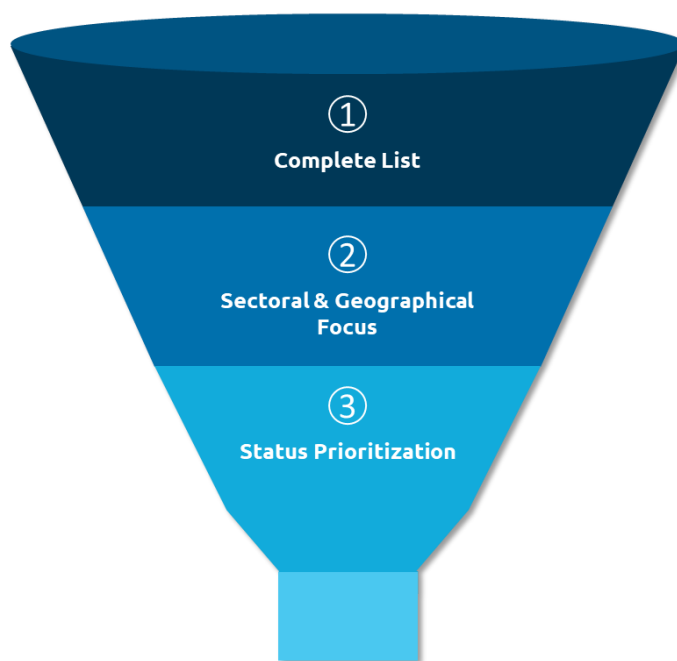 ①
Complete List
②
Sectoral & Geographical
Focus
③
Status Prioritization